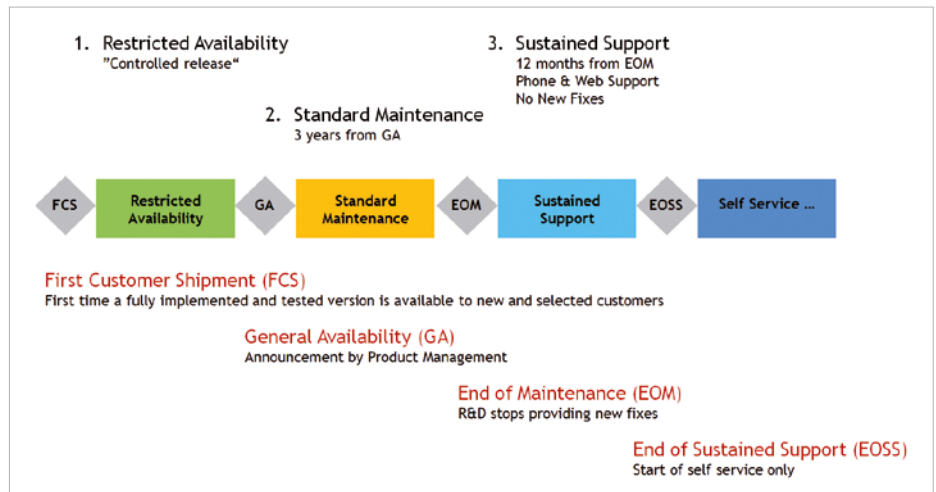 1. Restricted Availability
"Controlled release"
3. Sustained Support
12 months from EOM
Phone & Web Support
No New Fixes
2. Standard Maintenance
3 years from GA
FCS
Restricted
Availability
GA
Standard
Maintenance
EOM
Sustained
Support
EOSS
Self Service ...
First Customer Shipment (FCS)
First time a fully implemented and tested version is available to new and selected customers
General Availability (GA)
Announcement by Product Management
End of Maintenance (EOM)
R&D stops providing new fixes
End of Sustained Support (EOSS)
Start of self service only